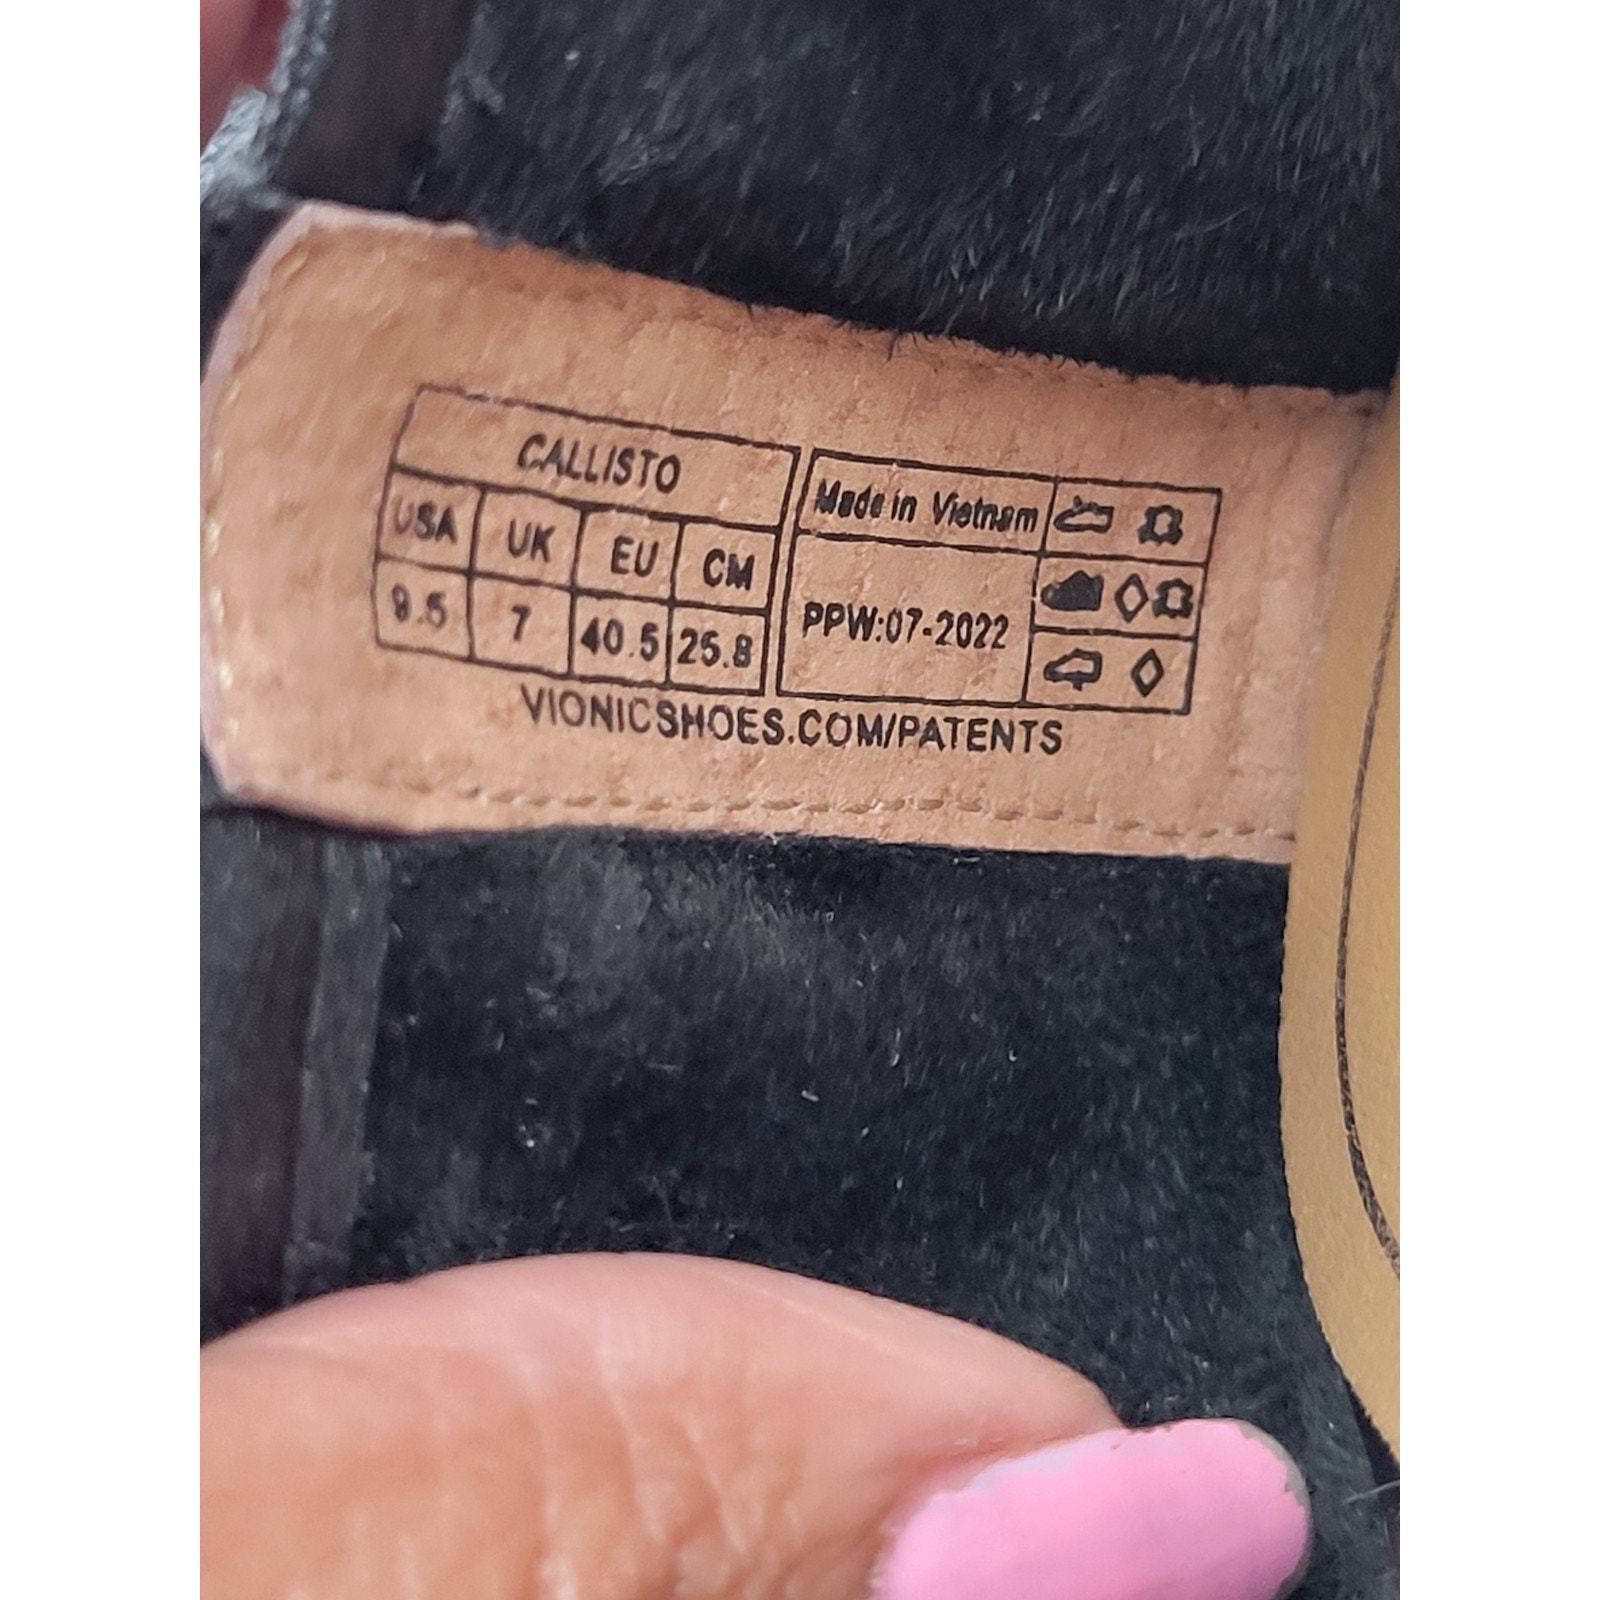 CALLISTO
USA UK EU CM
9.5 7 40.5 25.8
Made in Vietnam
PPW:07-2022
VIONICSHOES.COM/PATENTS